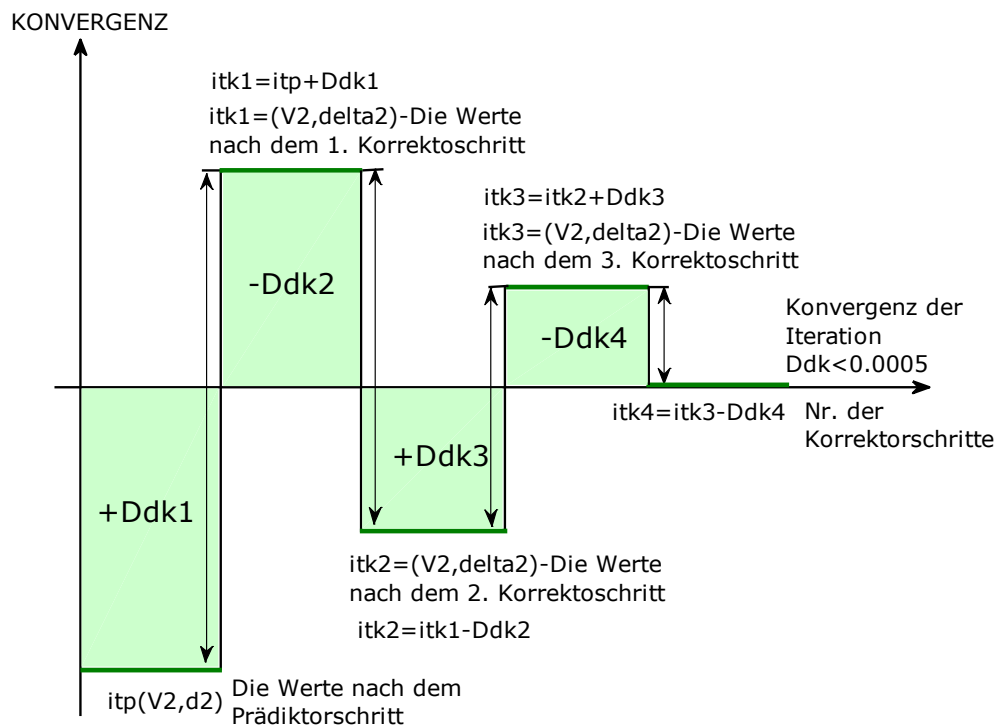 KONVERGENZ
itk1=itp+Ddk1
itk1=(V2,delta2)-Die Werte
nach dem 1. Korrektoschritt
itk3=itk2+Ddk3
itk3=(V2,delta2)-Die Werte
nach dem 3. Korrektoschritt
-Ddk2
-Ddk4
Konvergenz der
Iteration
Ddk<0.0005
itk4=itk3-Ddk4
Nr. der
Korrektorschritte
+Ddk3
+Ddk1
itk2=(V2,delta2)-Die Werte
nach dem 2. Korrektoschritt
itk2=itk1-Ddk2
itp(V2,d2)
Die Werte nach dem
Prädiktorschritt